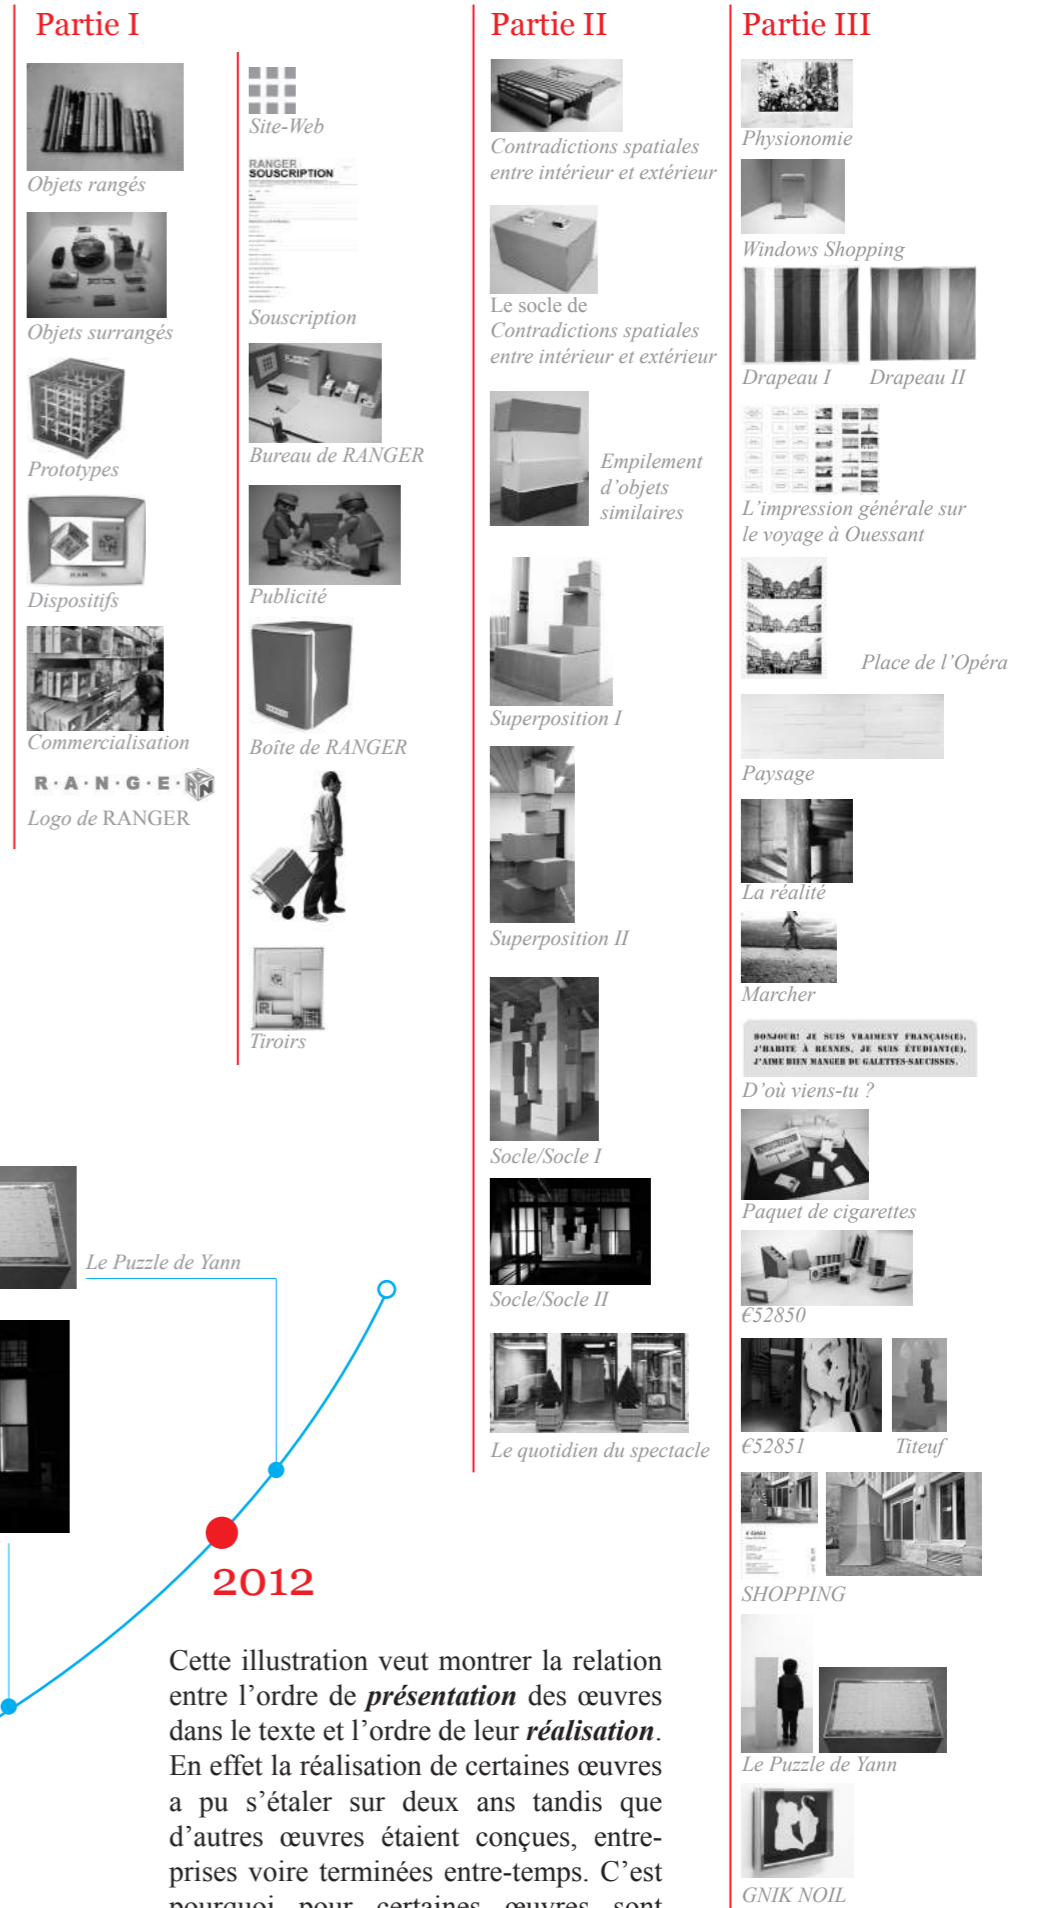 Partie I
Objets rangés
Objets surrangés
Prototypes
Dispositifs
Commercialisation
R·A·N·G·E·R
Logo de RANGER
Site-Web
RANGER
SOUSCRIPTION
Souscription
Bureau de RANGER
Publicité
Boîte de RANGER
Tiroirs
Partie II
Contradictions spatiales
entre intérieur et extérieur
Le socle de
Contradictions spatiales
entre intérieur et extérieur
Empilement
d’objets
similaires
Superposition I
Superposition II
Socle/Socle I
Socle/Socle II
Le quotidien du spectacle
Partie III
Physionomie
Windows Shopping
Drapeau I
Drapeau II
L’impression générale sur
le voyage à Ouessant
Place de l’Opéra
Paysage
La réalité
Marcher
BONJOUR! JE SUIS VRAIMENT FRANÇAIS(E),
J’HABITE À RENNES, JE SUIS ÉTUDIANT(E),
J’AIME BIEN MANGER DU GALETTES-SAUCISSES.
D’où viens-tu ?
Paquet de cigarettes
€52850
€52851
Titeuf
SHOPPING
Le Puzzle de Yann
GNIK NOIL
Le Puzzle de Yann
2012
Cette illustration veut montrer la relation
entre l’ordre de présentation des œuvres
dans le texte et l’ordre de leur réalisation.
En effet la réalisation de certaines œuvres
a pu s’étaler sur deux ans tandis que
d’autres œuvres étaient conçues, entre-
prises voire terminées entre-temps. C’est
pourquoi pour certaines œuvres sont